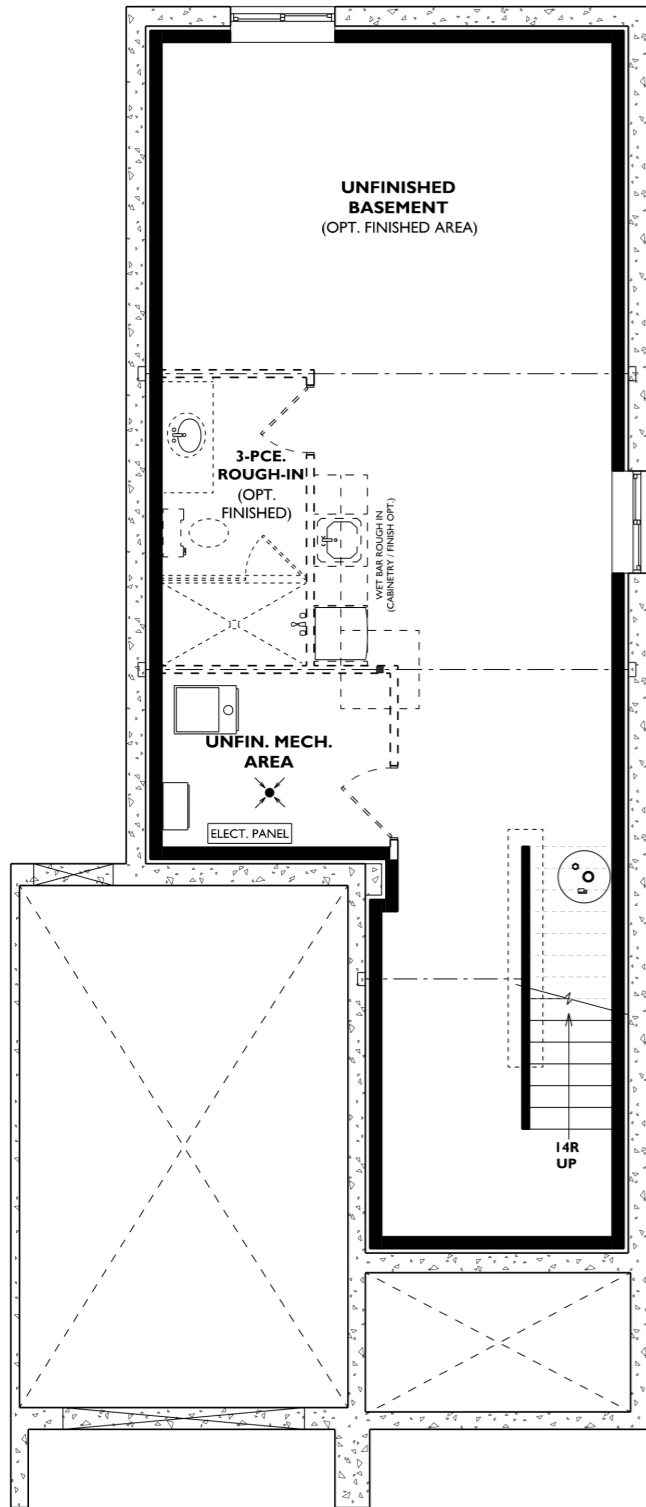 UNFINISHED
BASEMENT
(OPT. FINISHED AREA)
3-PCE.
ROUGH-IN
(OPT.
FINISHED)
WET BAR ROUGH IN
(CABINETRY / FINISH OPT.)
UNFIN. MECH.
AREA
ELECT. PANEL
14R
UP